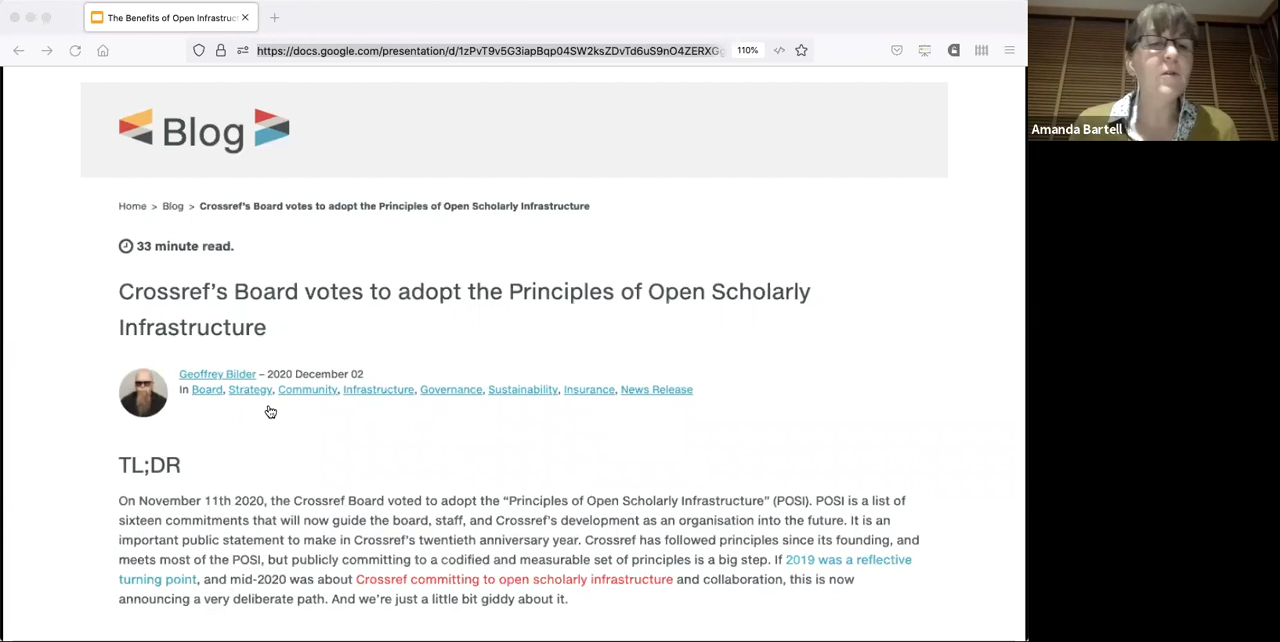 The Benefits of Open Infrastruc
https://docs.google.com/presentation/d/1zPvT9v5G3iapBqp04SW2ksZDvTd6uS9nO4ZERXG
110%
Amanda Bartell
Blog
Home > Blog > Crossref's Board votes to adopt the Principles of Open Scholarly Infrastructure
33 minute read.
Crossref's Board votes to adopt the Principles of Open Scholarly
Infrastructure
Geoffrey Bilder – 2020 December 02
In Board, Strategy, Community, Infrastructure, Governance, Sustainability, Insurance, News Release
TL;DR
On November 11th 2020, the Crossref Board voted to adopt the “Principles of Open Scholarly Infrastructure” (POSI). POSI is a list of
sixteen commitments that will now guide the board, staff, and Crossref's development as an organisation into the future. It is an
important public statement to make in Crossref's twentieth anniversary year. Crossref has followed principles since its founding, and
meets most of the POSI, but publicly committing to a codified and measurable set of principles is a big step. If 2019 was a reflective
turning point, and mid-2020 was about Crossref committing to open scholarly infrastructure and collaboration, this is now
announcing a very deliberate path. And we're just a little bit giddy about it.